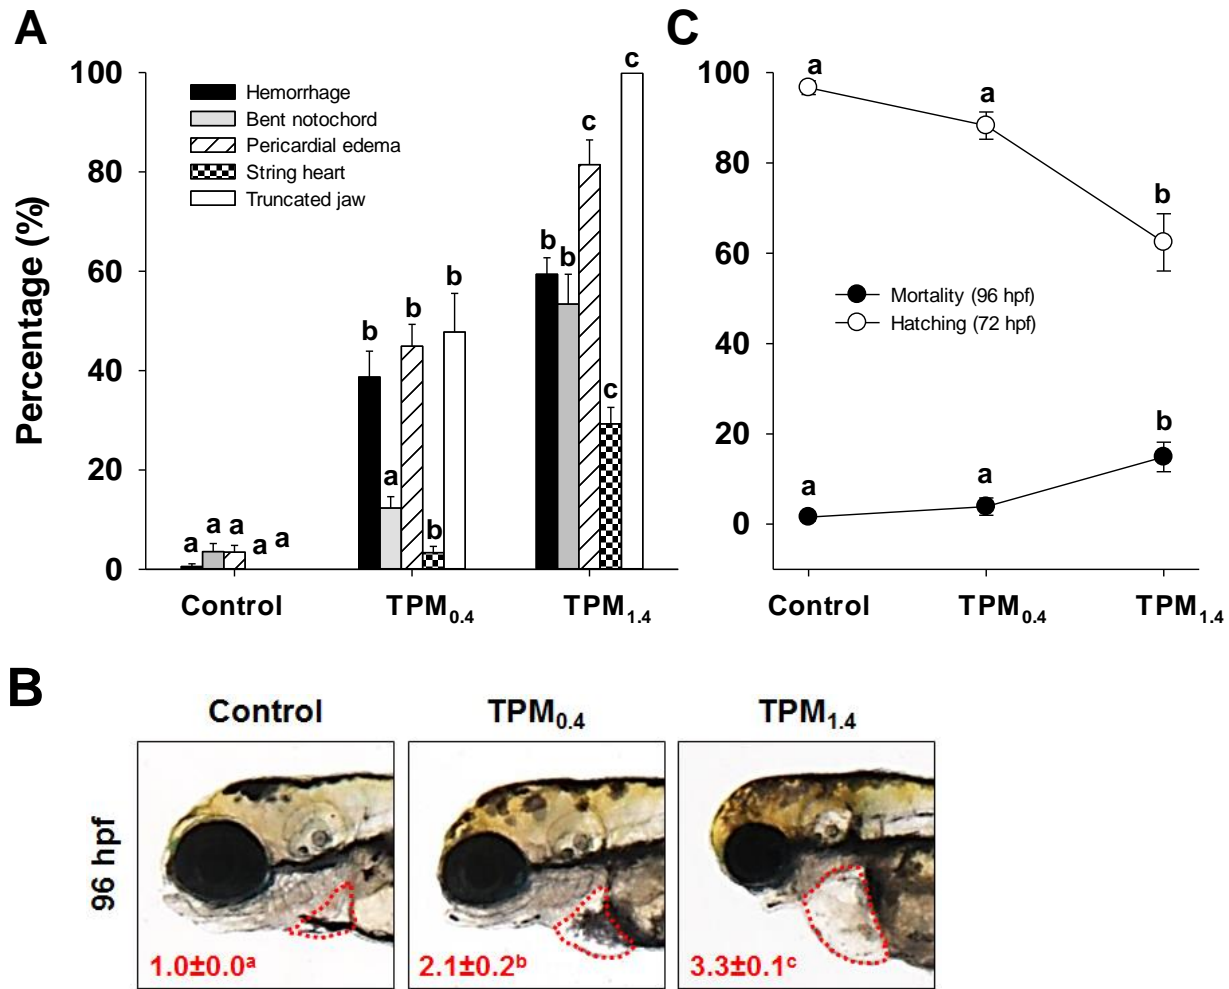 A
100
80
60
40
20
0
Percentage (%)
Hemorrhage
Bent notochord
Pericardial edema
String heart
Truncated jaw
a a a a a
b a b b b
b b c c c
Control TPM0.4 TPM1.4
C
100
80
60
40
20
0
a a b
Mortality (96 hpf)
Hatching (72 hpf)
a a b
Control TPM0.4 TPM1.4
B
Control TPM0.4 TPM1.4
96 hpf
1.0±0.0a 2.1±0.2b 3.3±0.1c